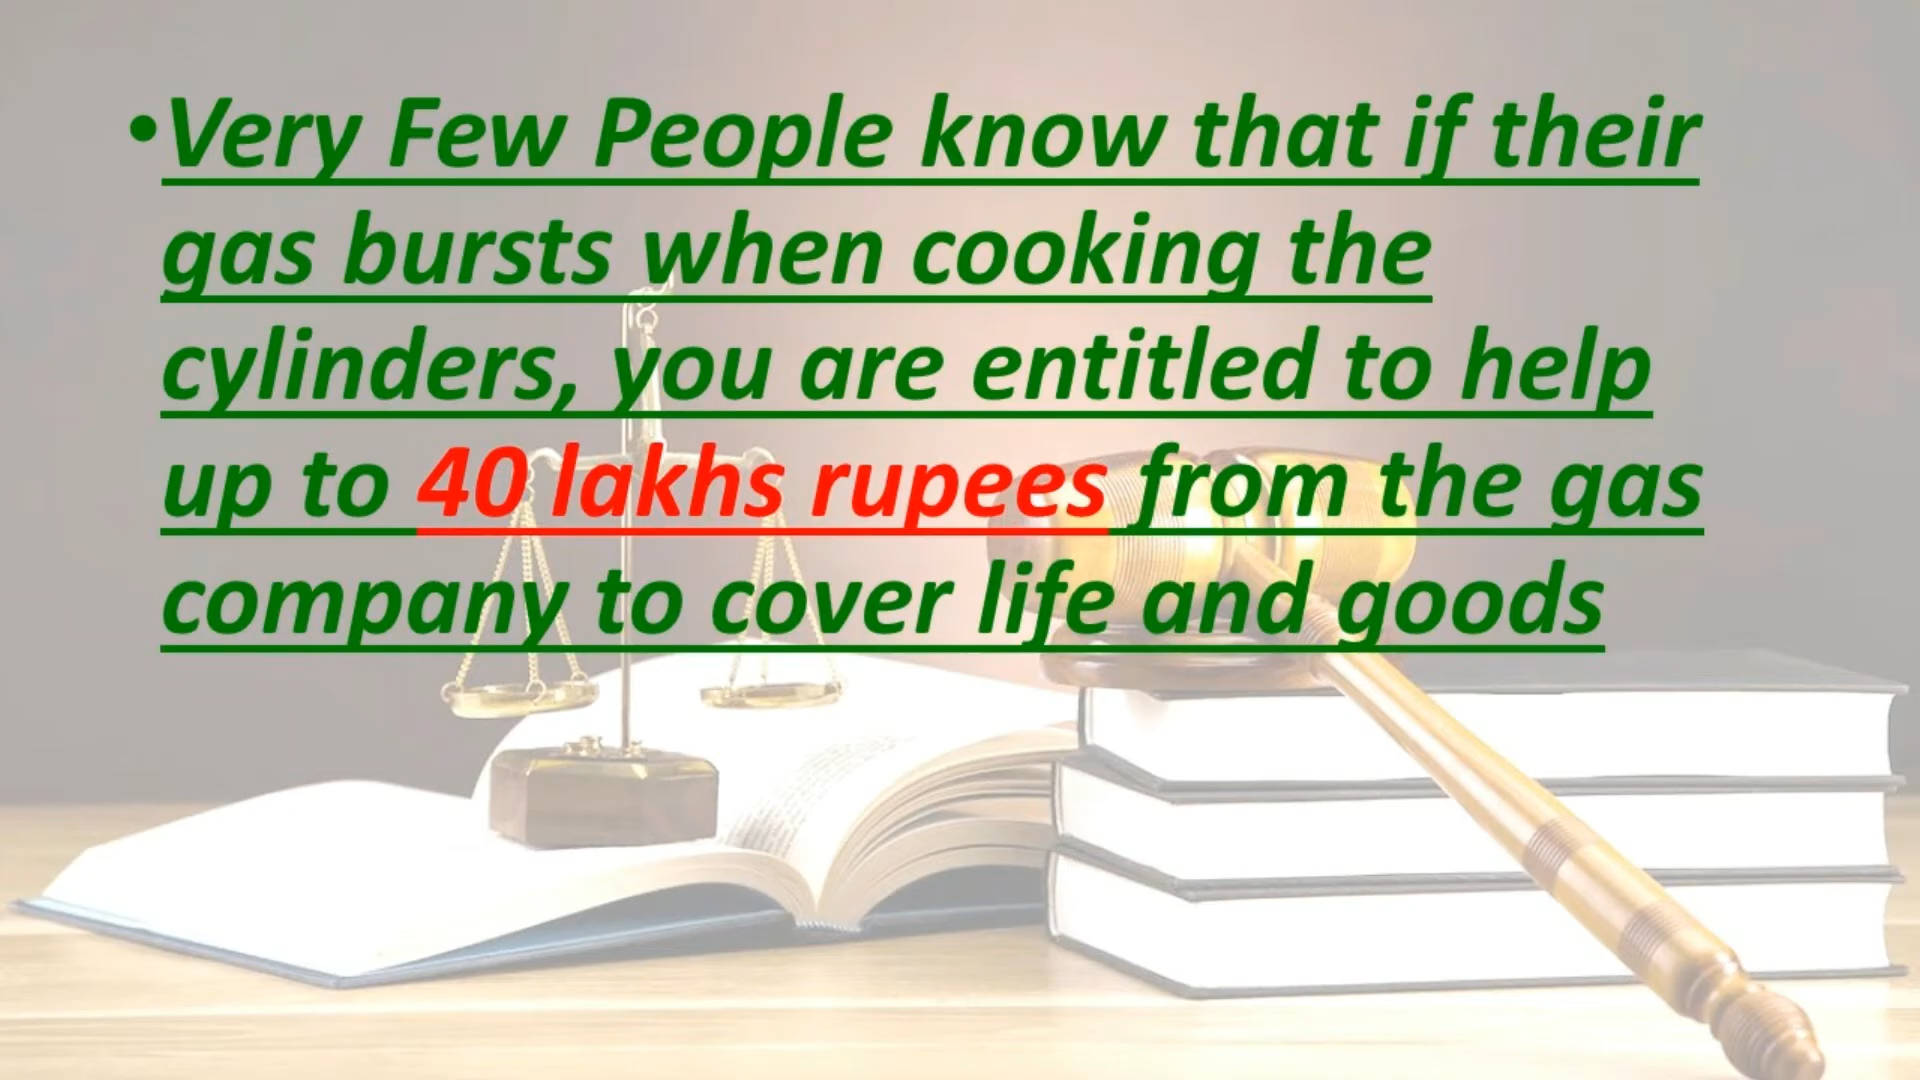 •Very Few People know that if their
gas bursts when cooking the
cylinders, you are entitled to help
up to 40 lakhs rupees from the gas
company to cover life and goods